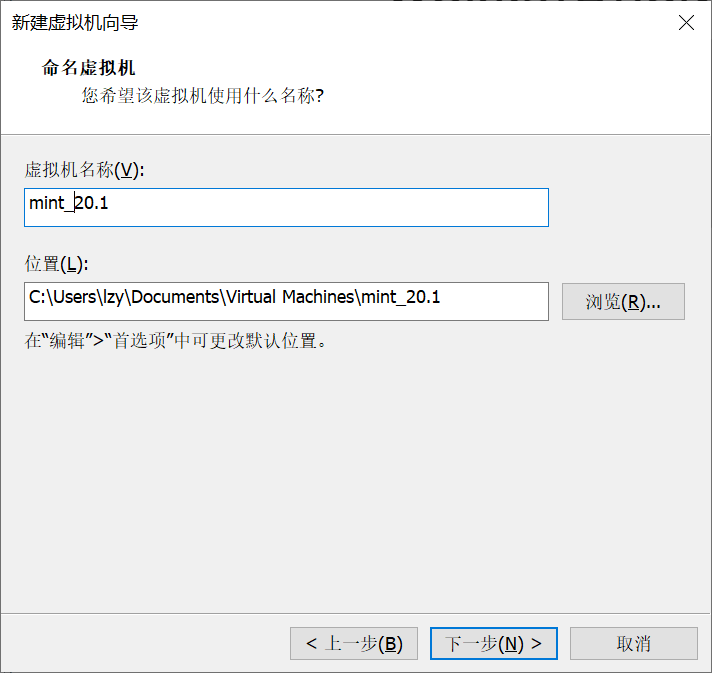 新建虚拟机向导
命名虚拟机
您希望该虚拟机使用什么名称?
虚拟机名称(V):
mint_20.1
位置(L):
C:\Users\lzy\Documents\Virtual Machines\mint_20.1
浏览(R)...
在“编辑”>“首选项”中可更改默认位置。
< 上一步(B)
下一步(N) >
取消